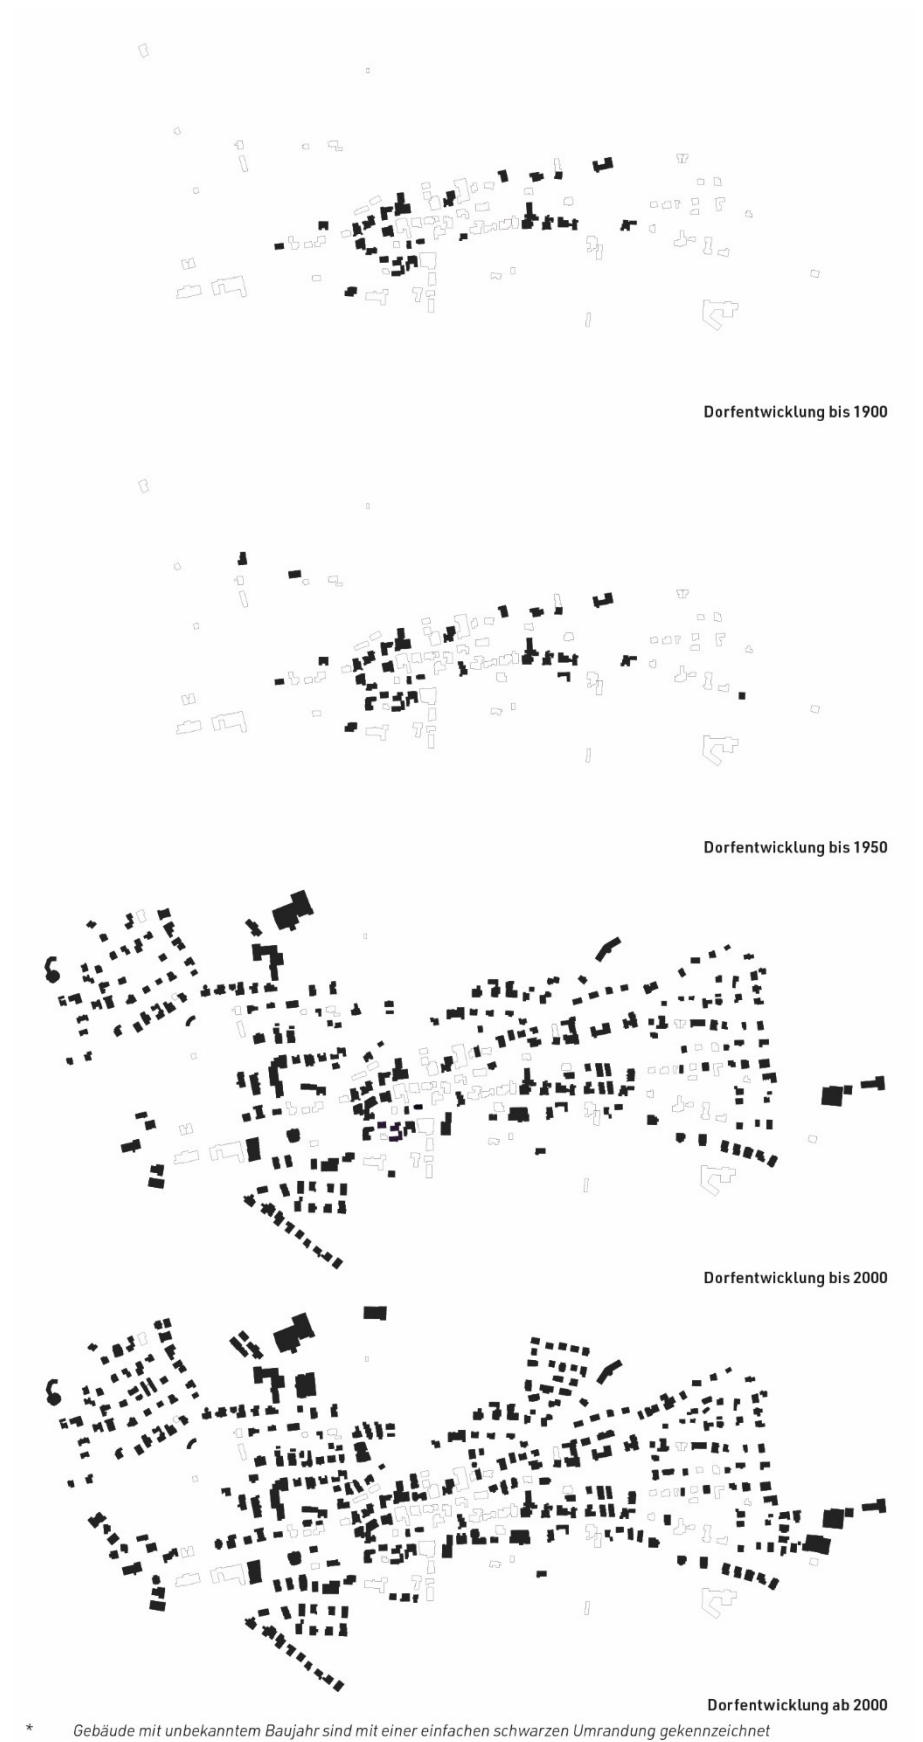 Dorfentwicklung bis 1900
Dorfentwicklung bis 1950
Dorfentwicklung bis 2000
Dorfentwicklung ab 2000
* Gebäude mit unbekanntem Baujahr sind mit einer einfachen schwarzen Umrandung gekennzeichnet